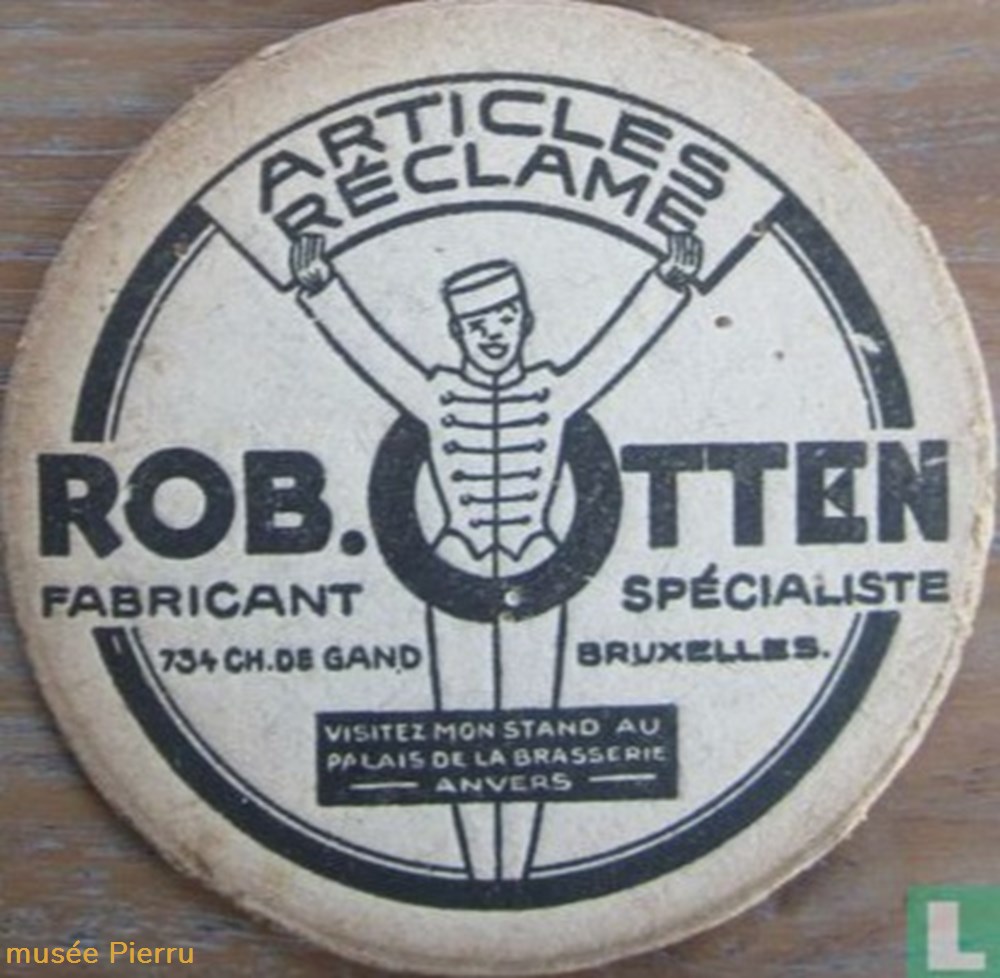 ARTICLES
RÉCLAME
ROB. OTTEN
FABRICANT SPÉCIALISTE
734 CH. DE GAND BRUXELLES.
VISITEZ MON STAND AU
PALAIS DE LA BRASSERIE
— ANVERS —
musée Pierru
L